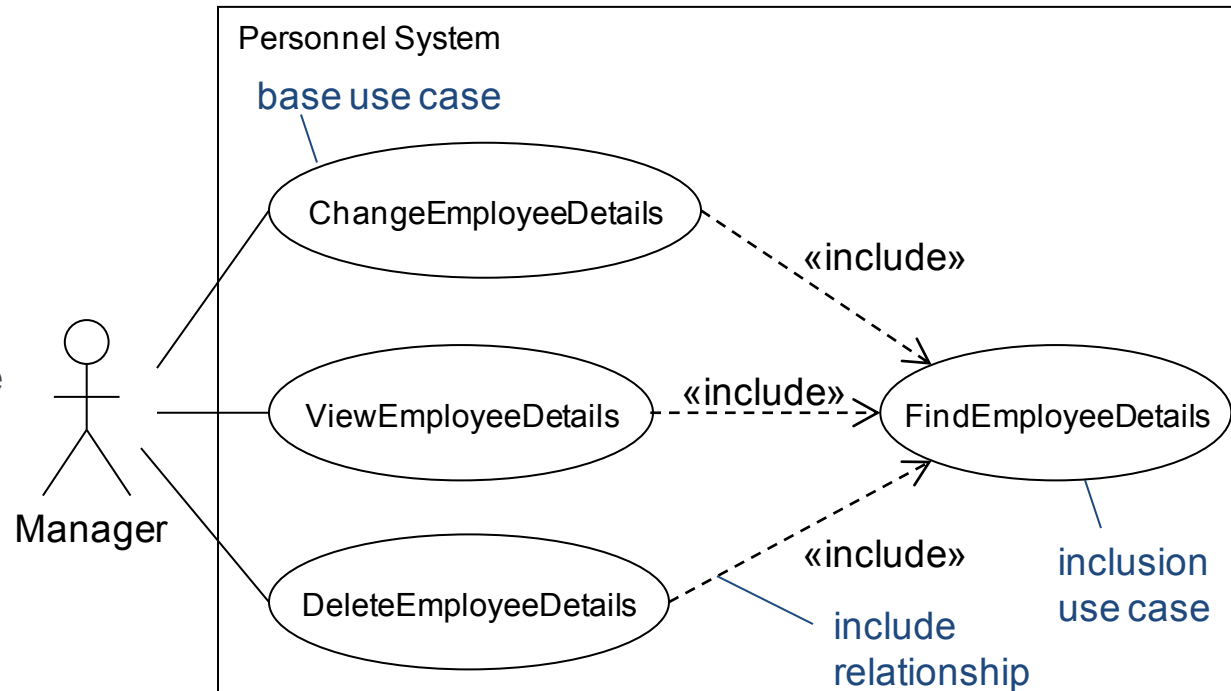 Personnel System
base use case
ChangeEmployeeDetails
«include»
e
ViewEmployeeDetails
«include»
FindEmployeeDetails
Manager
DeleteEmployeeDetails
«include»
include
relationship
inclusion
use case